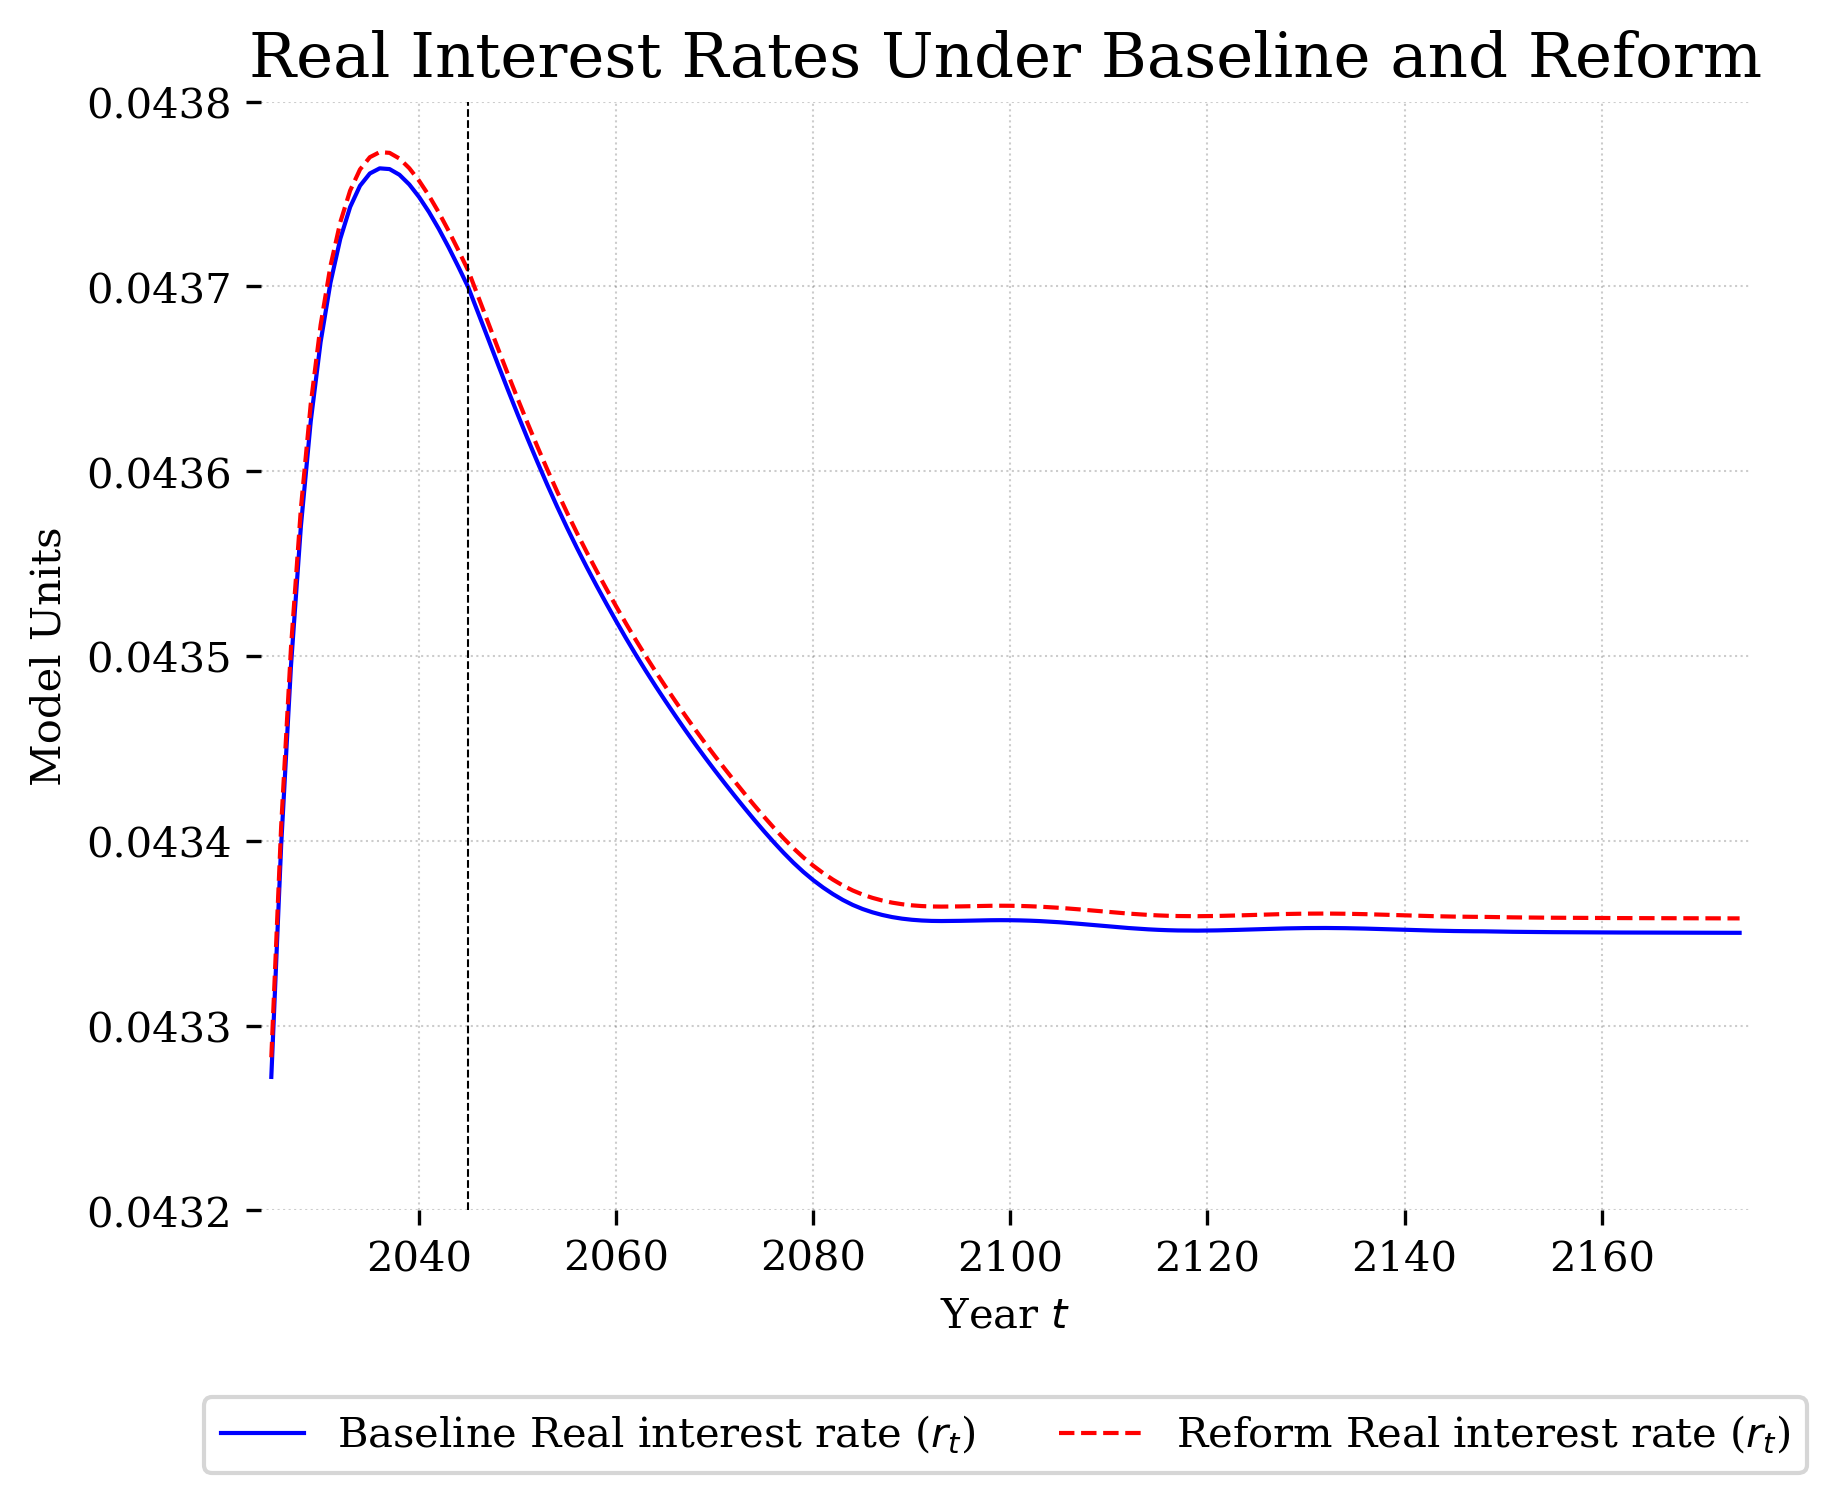 Real Interest Rates Under Baseline and Reform
0.0438
0.0437
0.0436
0.0435
0.0434
0.0433
0.0432
Model Units
2040 2060 2080 2100 2120 2140 2160
Year t
Baseline Real interest rate (r_t) Reform Real interest rate (r_t)